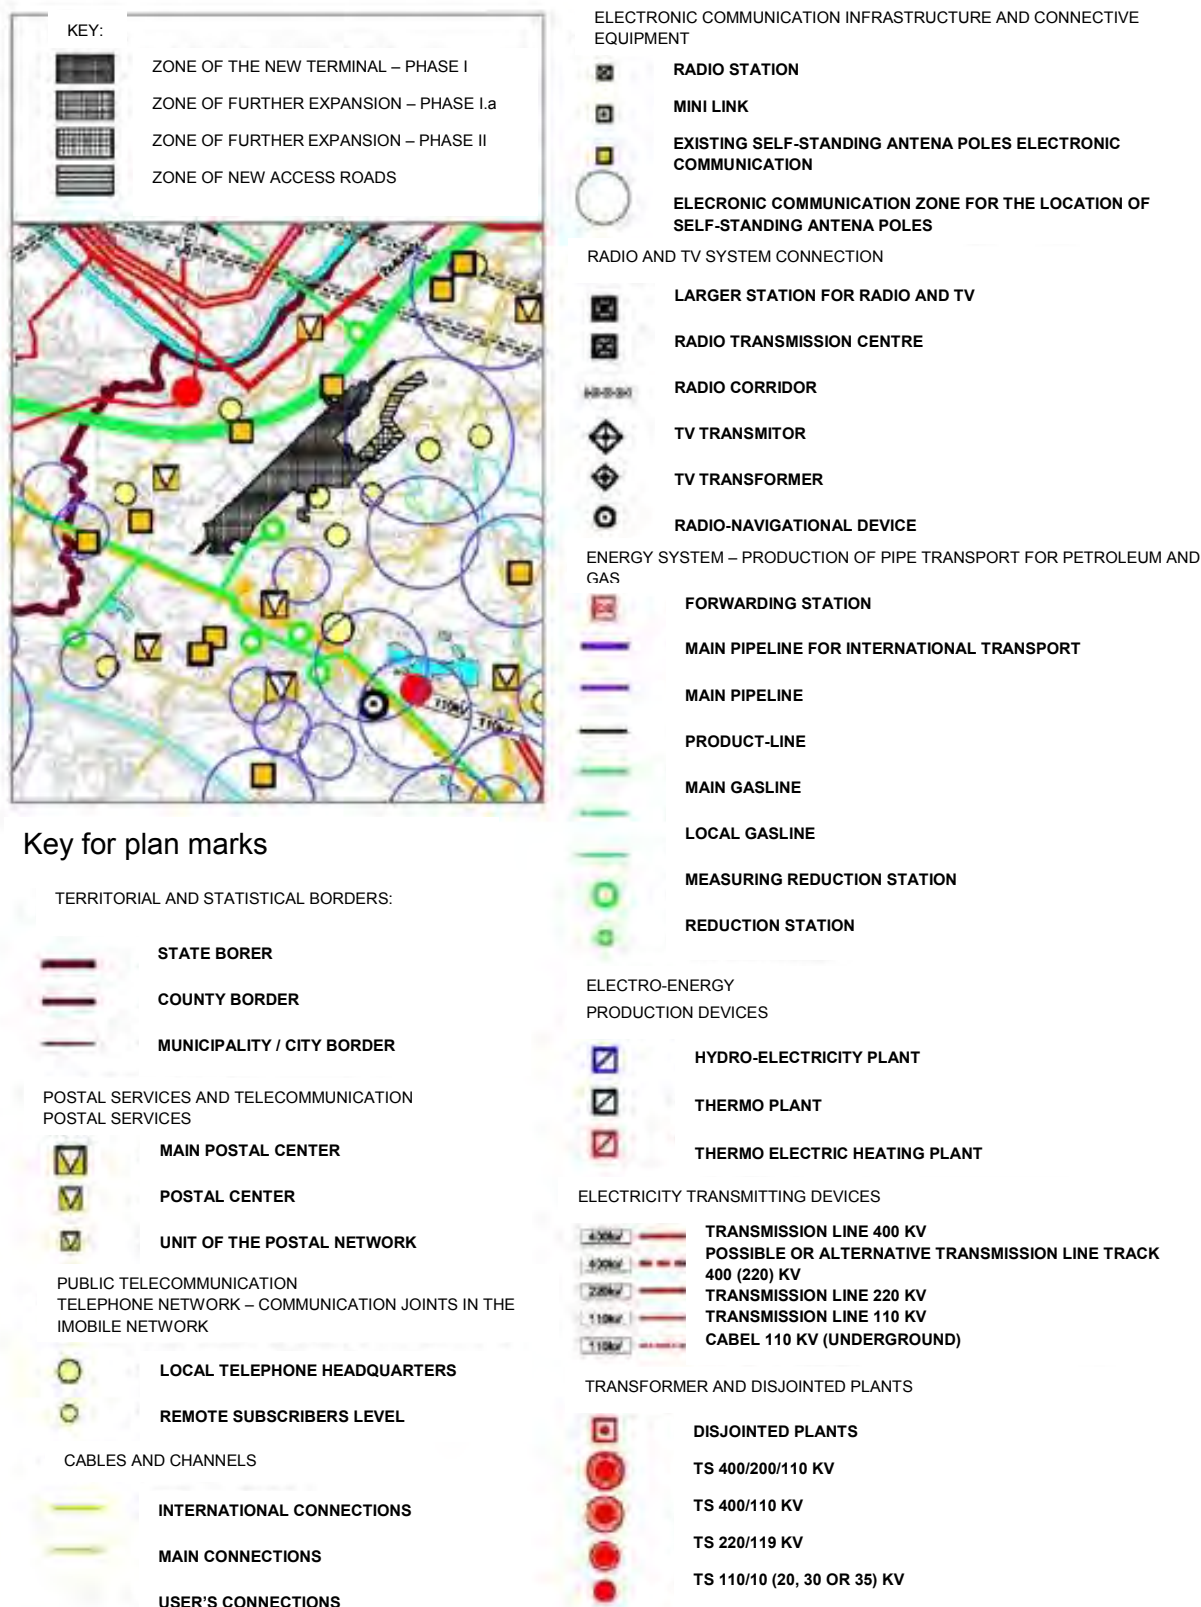 KEY:
ZONE OF THE NEW TERMINAL – PHASE I
ZONE OF FURTHER EXPANSION – PHASE I.a
ZONE OF FURTHER EXPANSION – PHASE II
ZONE OF NEW ACCESS ROADS
110kV
110kV
Key for plan marks
TERRITORIAL AND STATISTICAL BORDERS:
STATE BORER
COUNTY BORDER
MUNICIPALITY / CITY BORDER
POSTAL SERVICES AND TELECOMMUNICATION
POSTAL SERVICES
MAIN POSTAL CENTER
POSTAL CENTER
UNIT OF THE POSTAL NETWORK
PUBLIC TELECOMMUNICATION
TELEPHONE NETWORK – COMMUNICATION JOINTS IN THE
IMOBILE NETWORK
LOCAL TELEPHONE HEADQUARTERS
REMOTE SUBSCRIBERS LEVEL
CABLES AND CHANNELS
INTERNATIONAL CONNECTIONS
MAIN CONNECTIONS
USER'S CONNECTIONS
ELECTRONIC COMMUNICATION INFRASTRUCTURE AND CONNECTIVE
EQUIPMENT
RADIO STATION
MINI LINK
EXISTING SELF-STANDING ANTENA POLES ELECTRONIC
COMMUNICATION
ELECRONIC COMMUNICATION ZONE FOR THE LOCATION OF
SELF-STANDING ANTENA POLES
RADIO AND TV SYSTEM CONNECTION
LARGER STATION FOR RADIO AND TV
RADIO TRANSMISSION CENTRE
RADIO CORRIDOR
TV TRANSMITOR
TV TRANSFORMER
RADIO-NAVIGATIONAL DEVICE
ENERGY SYSTEM – PRODUCTION OF PIPE TRANSPORT FOR PETROLEUM AND
GAS
FORWARDING STATION
MAIN PIPELINE FOR INTERNATIONAL TRANSPORT
MAIN PIPELINE
PRODUCT-LINE
MAIN GASLINE
LOCAL GASLINE
MEASURING REDUCTION STATION
REDUCTION STATION
ELECTRO-ENERGY
PRODUCTION DEVICES
HYDRO-ELECTRICITY PLANT
THERMO PLANT
THERMO ELECTRIC HEATING PLANT
ELECTRICITY TRANSMITTING DEVICES
400kV TRANSMISSION LINE 400 KV
400kV POSSIBLE OR ALTERNATIVE TRANSMISSION LINE TRACK
400 (220) KV
220kV TRANSMISSION LINE 220 KV
110kV TRANSMISSION LINE 110 KV
110kV CABEL 110 KV (UNDERGROUND)
TRANSFORMER AND DISJOINTED PLANTS
DISJOINTED PLANTS
TS 400/200/110 KV
TS 400/110 KV
TS 220/119 KV
TS 110/10 (20, 30 OR 35) KV